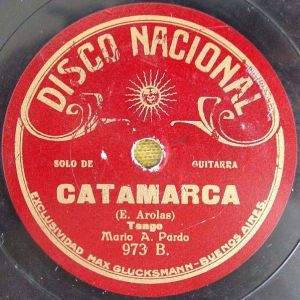 DISCO NACIONAL
SOLO DE GUITARRA
CATAMARCA
(E. Arolas)
Tango
Mario A. Pardo
973 B.
EXCLUSIVIDAD MAX GLUCKSMANN-BUENOS AIRES